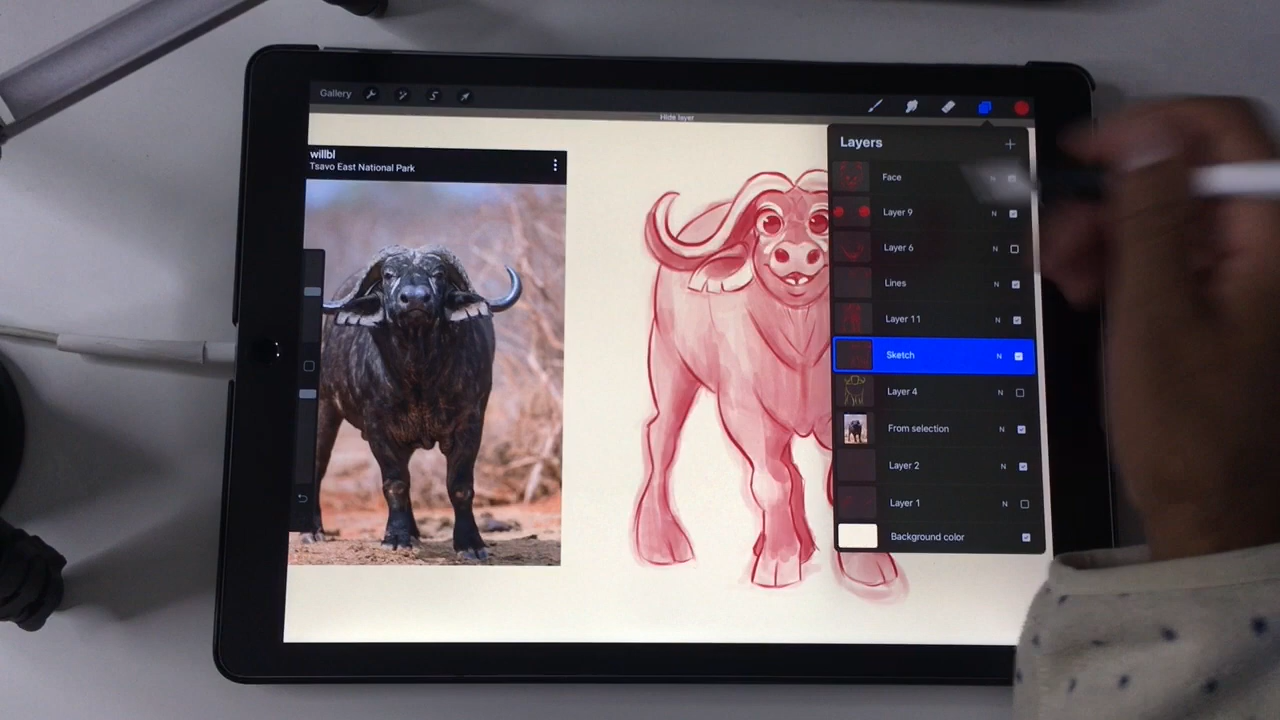 Gallery
Hide layer
willbl
Tsavo East National Park
Layers
Face
Layer 9 N
Layer 6 N
Lines N
Layer 11 N
Sketch N
Layer 4 N
From selection N
Layer 2 N
Layer 1 N
Background color